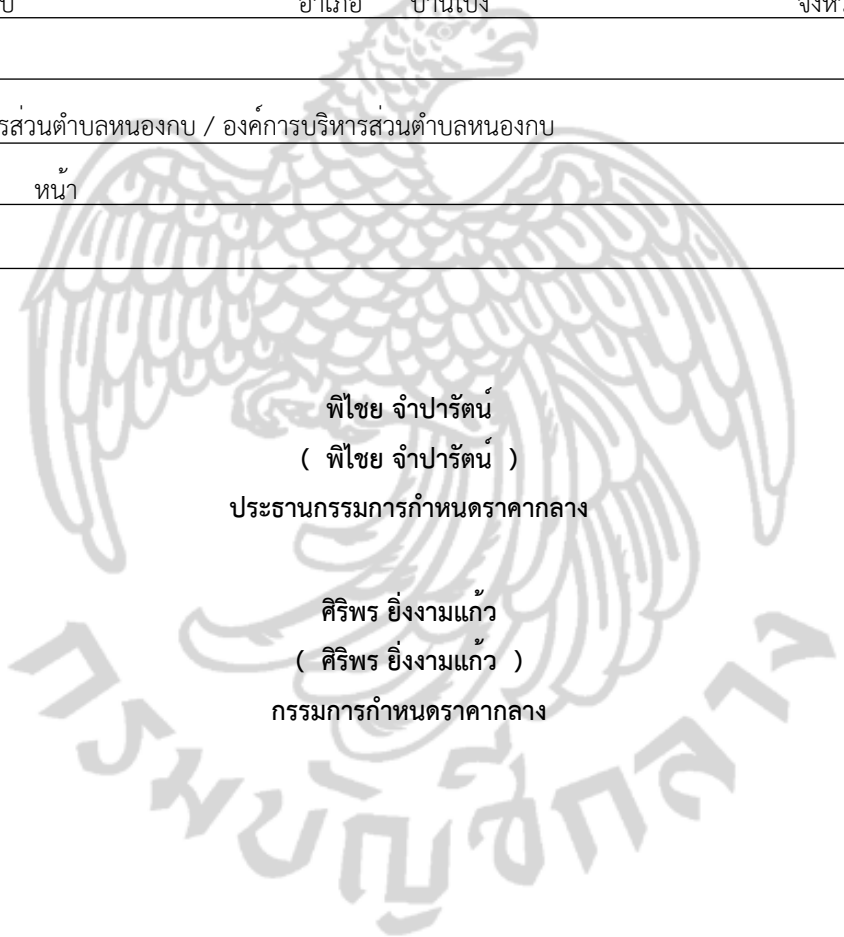 อำเภอ บ้านโป่ง
รส่วนตำบลหนองกบ / องค์การบริหารส่วนตำบลหนองกบ
หน้า
พิไชย จำปารัตน์
( พิไชย จำปารัตน์ )
ประธานกรรมการกำหนดราคากลาง
ศิริพร ยิ่งงามแก้ว
( ศิริพร ยิ่งงามแก้ว )
กรรมการกำหนดราคากลาง
กรมบัญชีกลาง